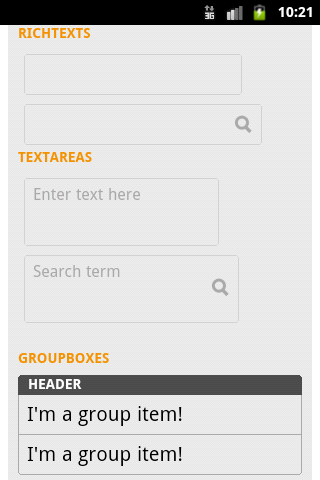 3G 10:21
RICHTEXTS
TEXTAREAS
Enter text here
Search term
GROUPBOXES
HEADER
I'm a group item!
I'm a group item!